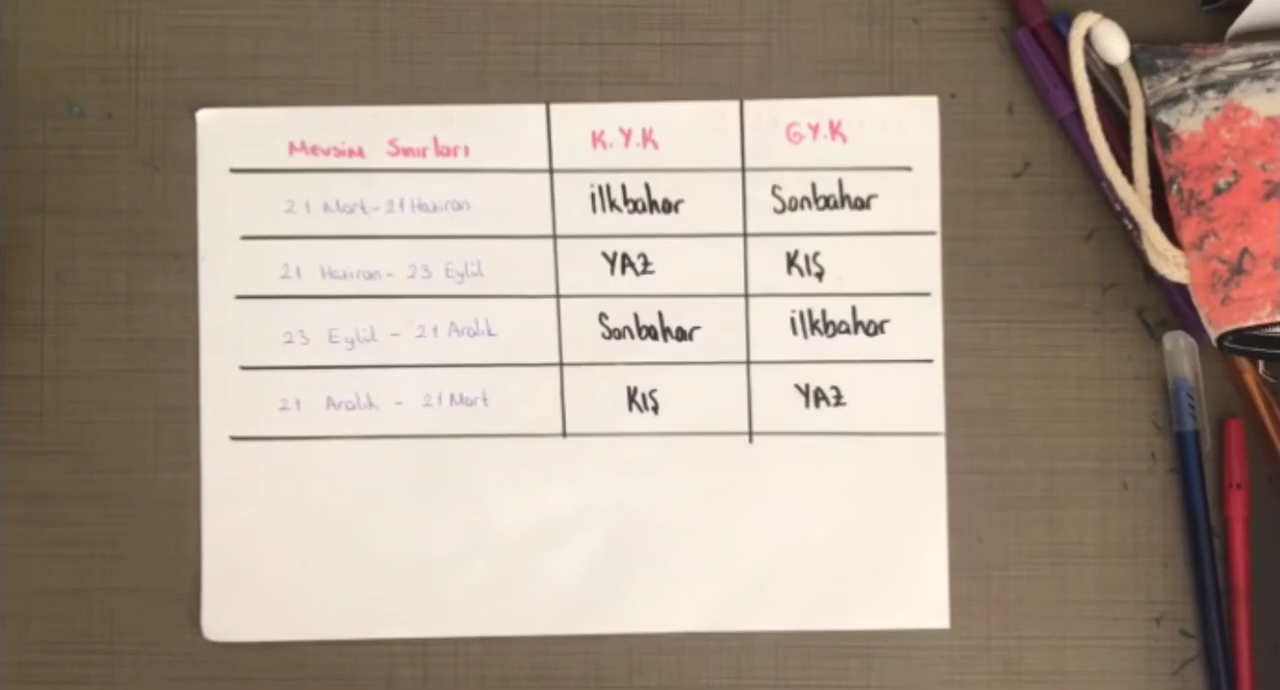 Mevsim Sınırları K.Y.K G.Y.K
21 Mart-21 Haziran ilkbahar Sonbahar
21 Haziran - 23 Eylül YAZ KIŞ
23 Eylül - 21 Aralık Sonbahar ilkbahar
21 Aralık - 21 Mart KIŞ YAZ